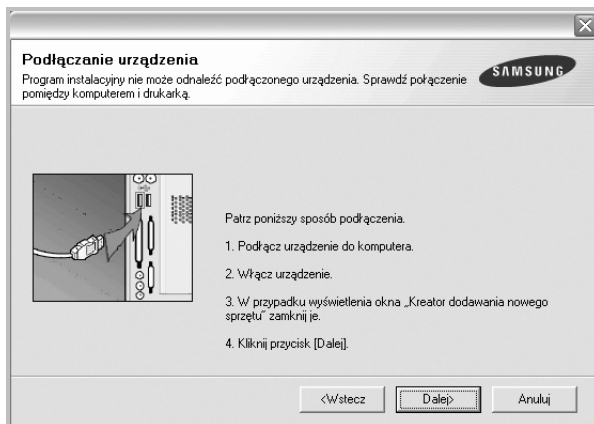 Podłączanie urządzenia
Program instalacyjny nie może odnaleźć podłączonego urządzenia. Sprawdź połączenie
pomiędzy komputerem i drukarką.
SAMSUNG
Patrz poniższy sposób podłączenia.
1. Podłącz urządzenie do komputera.
2. Włącz urządzenie.
3. W przypadku wyświetlenia okna „Kreator dodawania nowego
sprzętu” zamknij je.
4. Kliknij przycisk [Dalej].
<Wstecz
Dalej>
Anuluj